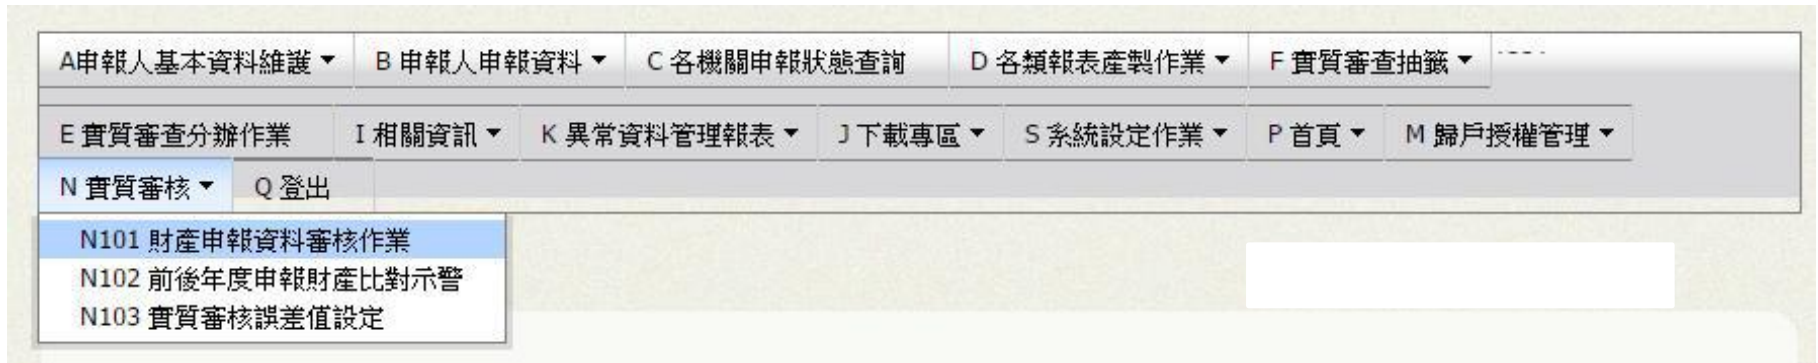 A申報人基本資料維護▼ B 申報人申報資料▼ C 各機關申報狀態查詢 D 各類報表產製作業▼ F 實質審查抽籤▼
E 實質審查分辦作業 I 相關資訊▼ K 異常資料管理報表▼ J 下載專區▼ S 系統設定作業▼ P 首頁▼ M 歸戶授權管理▼
N 實質審核▼ Q 登出
N101 財產申報資料審核作業
N102 前後年度申報財產比對示警
N103 實質審核誤差值設定